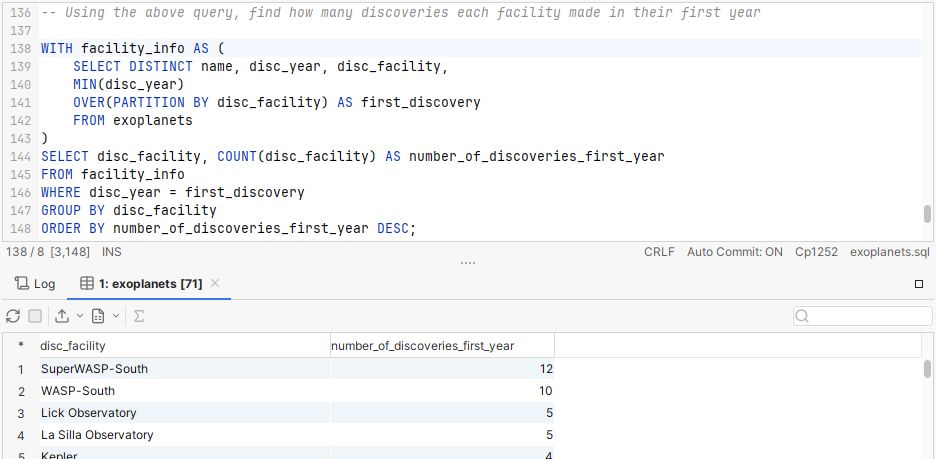 136 -- Using the above query, find how many discoveries each facility made in their first year
137
138 WITH facility_info AS (
139     SELECT DISTINCT name, disc_year, disc_facility,
140     MIN(disc_year)
141     OVER(PARTITION BY disc_facility) AS first_discovery
142     FROM exoplanets
143 )
144 SELECT disc_facility, COUNT(disc_facility) AS number_of_discoveries_first_year
145 FROM facility_info
146 WHERE disc_year = first_discovery
147 GROUP BY disc_facility
148 ORDER BY number_of_discoveries_first_year DESC;
138 / 8 [3,148] INS CRLF Auto Commit: ON Cp1252 exoplanets.sql
Log 1: exoplanets [71]
* disc_facility number_of_discoveries_first_year
1 SuperWASP-South 12
2 WASP-South 10
3 Lick Observatory 5
4 La Silla Observatory 5
5 Kepler 4